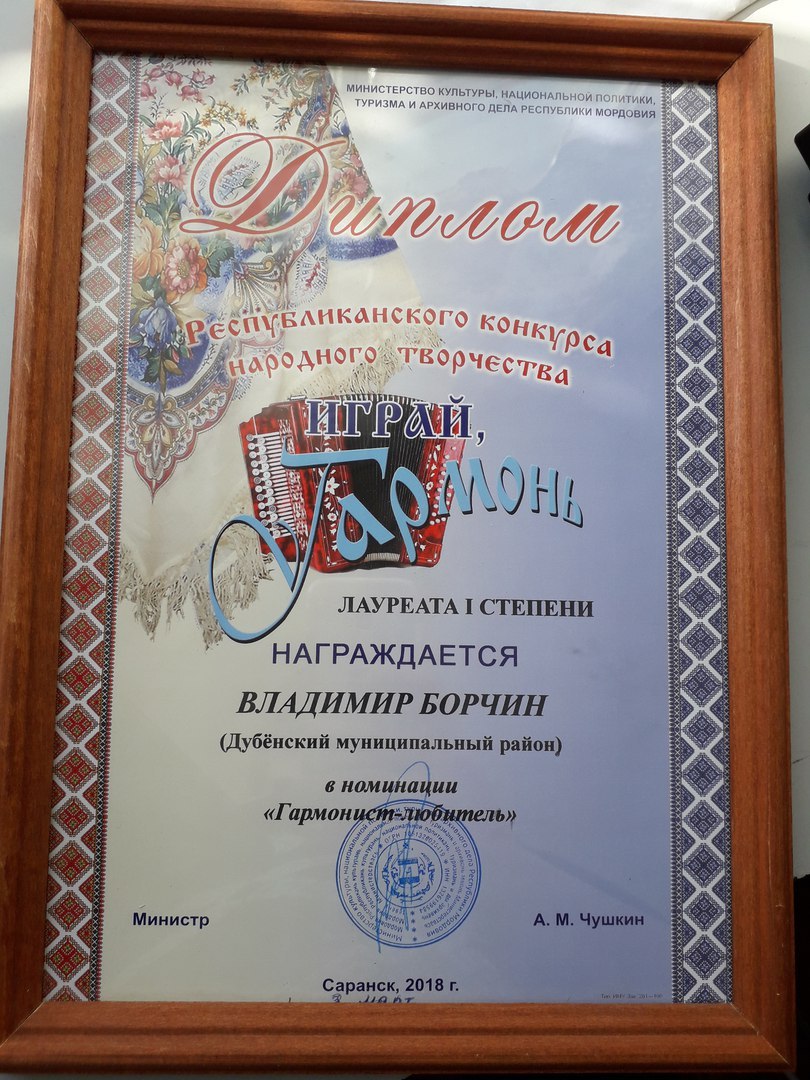 МИНИСТЕРСТВО КУЛЬТУРЫ, НАЦИОНАЛЬНОЙ ПОЛИТИКИ,
ТУРИЗМА И АРХИВНОГО ДЕЛА РЕСПУБЛИКИ МОРДОВИЯ
Диплом
Республиканского конкурса
народного творчества
ИГРАЙ,
Гармонь
ЛАУРЕАТА I СТЕПЕНИ
НАГРАЖДАЕТСЯ
ВЛАДИМИР БОРЧИН
(Дубёнский муниципальный район)
в номинации
«Гармонист-любитель»
Министр
А. М. Чушкин
Саранск, 2018 г.
март